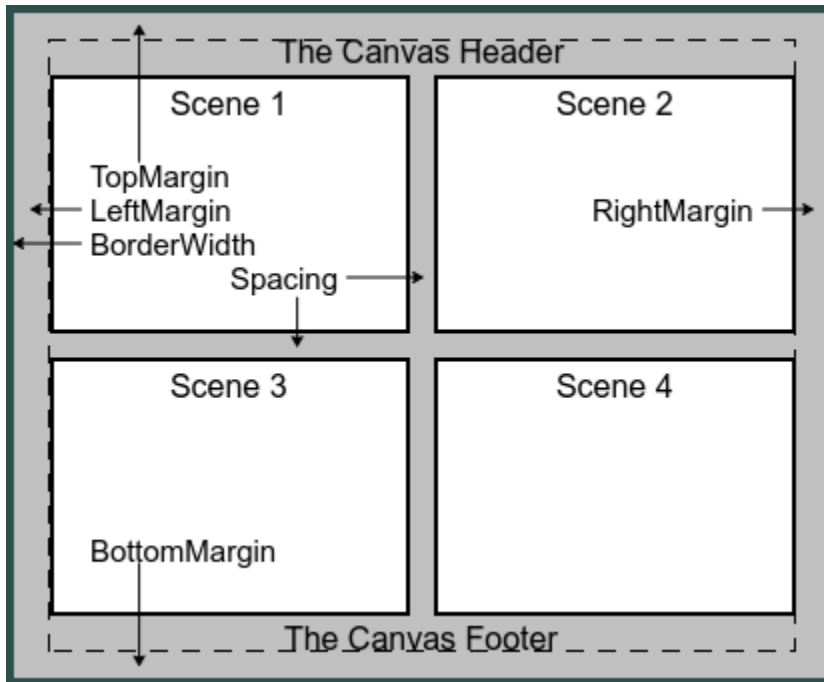 The Canvas Header
Scene 1
Scene 2
TopMargin
LeftMargin
RightMargin
BorderWidth
Spacing
Scene 3
Scene 4
BottomMargin
The Canvas Footer